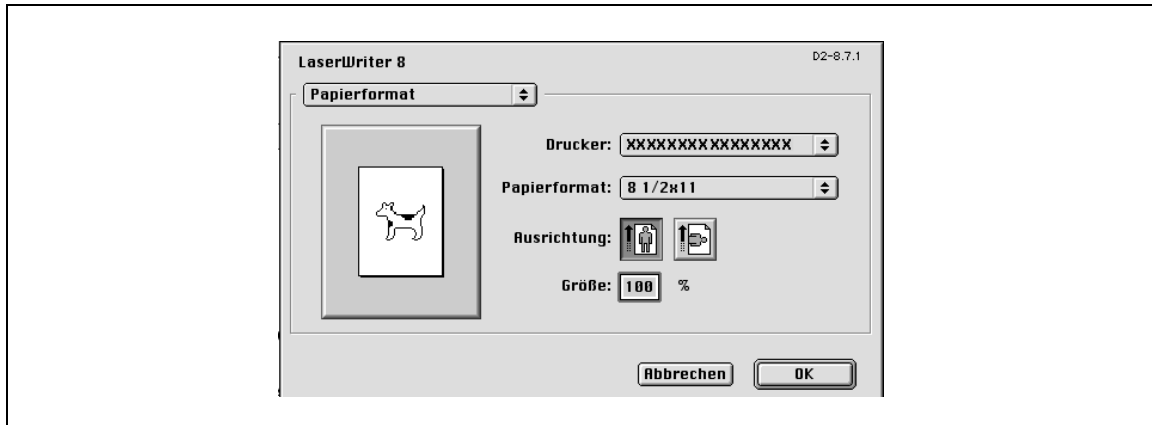 LaserWriter 8
D2-8.7.1
Papierformat
Drucker: XXXXXXXXXXXXXXXX
Papierformat: 8 1/2x11
Ausrichtung:
Größe: 100 %
Abbrechen OK